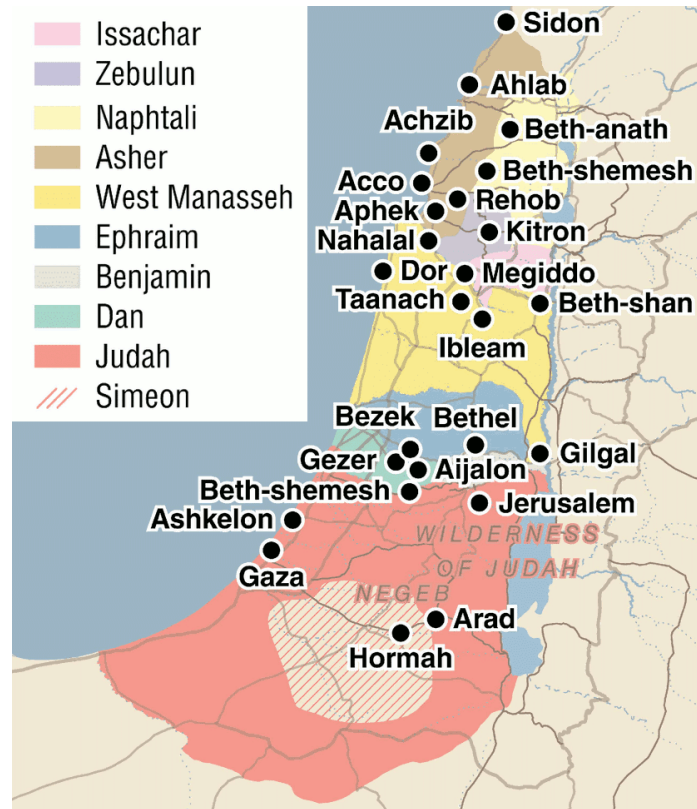 Issachar
Zebulun
Naphtali
Asher
West Manasseh
Ephraim
Benjamin
Dan
Judah
Simeon
Sidon
Ahlab
Achzib
Beth-anath
Beth-shemesh
Acco
Rehob
Aphek
Kitron
Nahalal
Dor
Megiddo
Taanach
Beth-shan
Ibleam
Bezek
Bethel
Gezer
Aijalon
Gilgal
Beth-shemesh
Jerusalem
Ashkelon
WILDERNESS
OF JUDAH
Gaza
NEGEB
Arad
Hormah